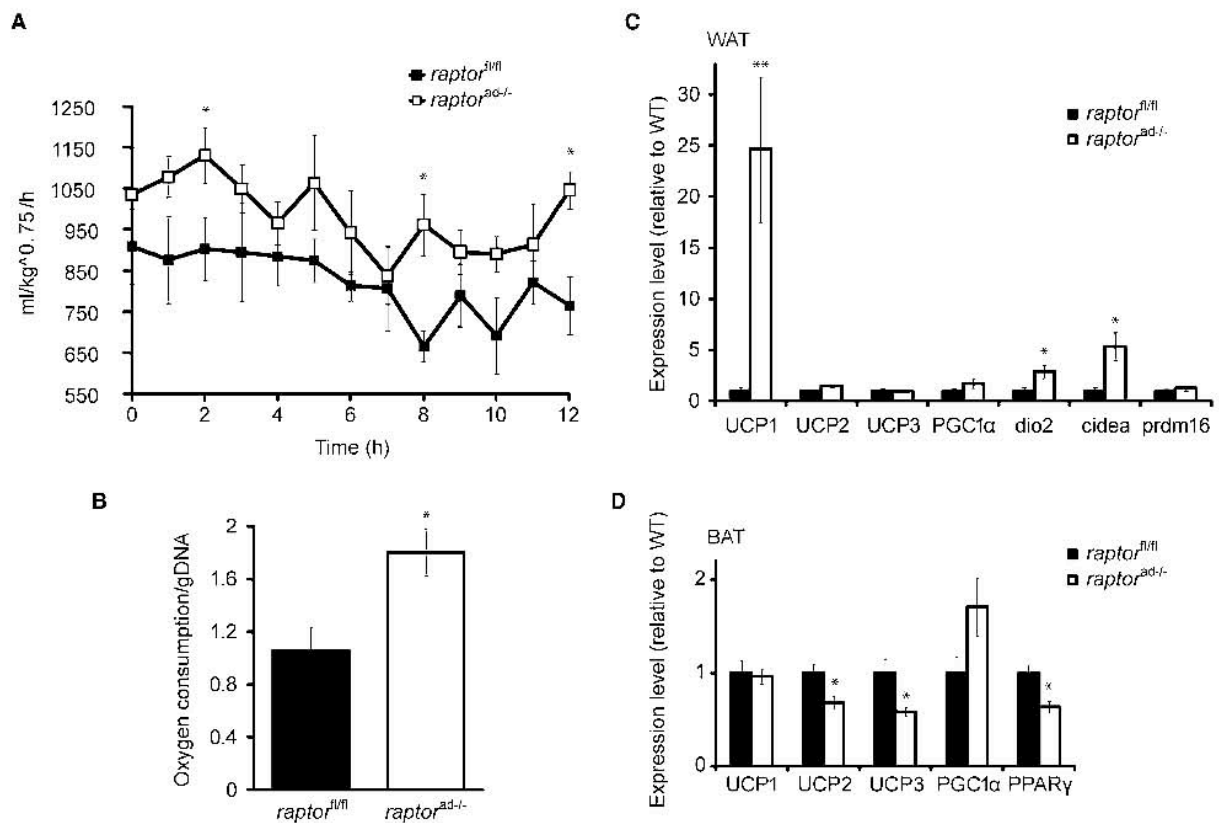 A
raptor^fl/fl
raptor^ad-/-
1250
1150
1050
950
850
750
650
550
ml/kg^0.75/h
*
*
*
0 2 4 6 8 10 12
Time (h)
B
2
1.6
1.2
0.8
0.4
0
Oxygen consumption/gDNA
*
raptor^fl/fl raptor^ad-/-
C
WAT
raptor^fl/fl
raptor^ad-/-
30
25
20
15
10
5
0
Expression level (relative to WT)
**
*
*
UCP1 UCP2 UCP3 PGC1α dio2 cidea prdm16
D
BAT
raptor^fl/fl
raptor^ad-/-
2
1
0
Expression level (relative to WT)
*
*
*
UCP1 UCP2 UCP3 PGC1α PPARγ